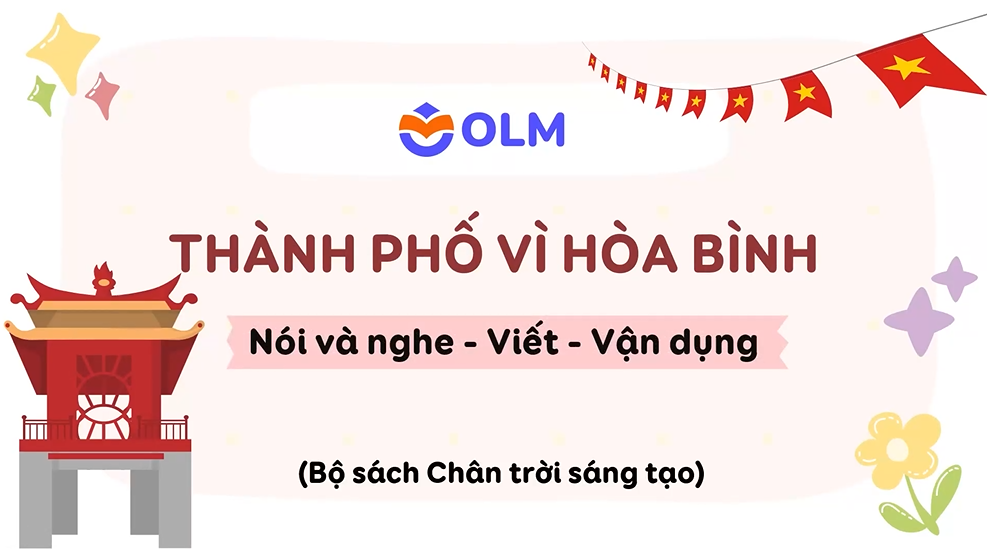 OLM
THÀNH PHỐ VÌ HÒA BÌNH
Nói và nghe - Viết - Vận dụng
(Bộ sách Chân trời sáng tạo)